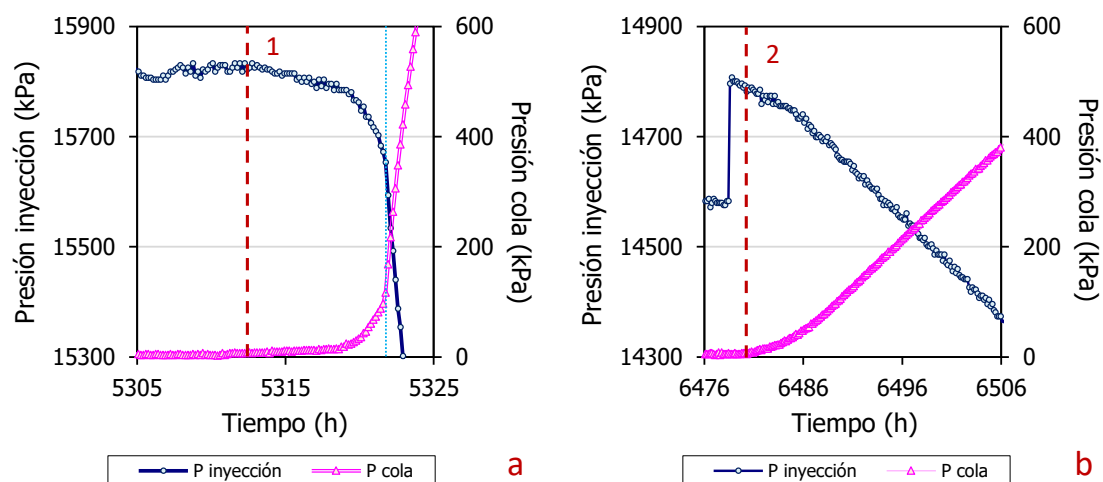 15900
15700
15500
15300
Presión inyección (kPa)
600
400
200
0
Presión cola (kPa)
1
5305
5315
5325
Tiempo (h)
P inyección
P cola
a
14900
14700
14500
14300
Presión inyección (kPa)
600
400
200
0
Presión cola (kPa)
2
6476
6486
6496
6506
Tiempo (h)
P inyección
P cola
b